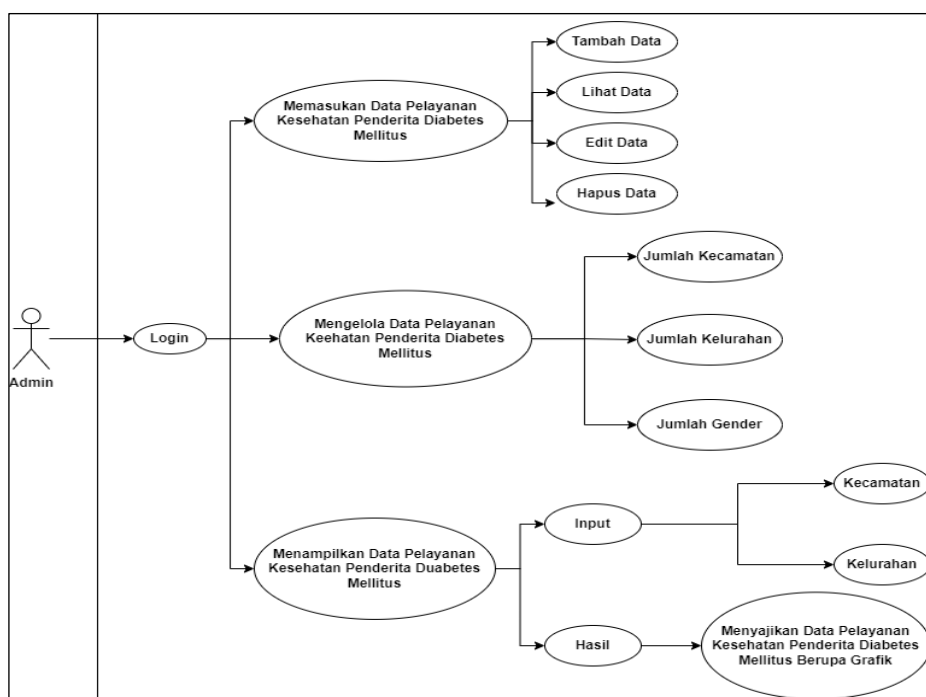 Tambah Data
Lihat Data
Memasukan Data Pelayanan
Kesehatan Penderita Diabetes
Mellitus
Edit Data
Hapus Data
Jumlah Kecamatan
Admin
Login
Mengelola Data Pelayanan
Keehatan Penderita Diabetes
Mellitus
Jumlah Kelurahan
Jumlah Gender
Kecamatan
Input
Menampilkan Data Pelayanan
Kesehatan Penderita Duabetes
Mellitus
Kelurahan
Hasil
Menyajikan Data Pelayanan
Kesehatan Penderita Diabetes
Mellitus Berupa Grafik